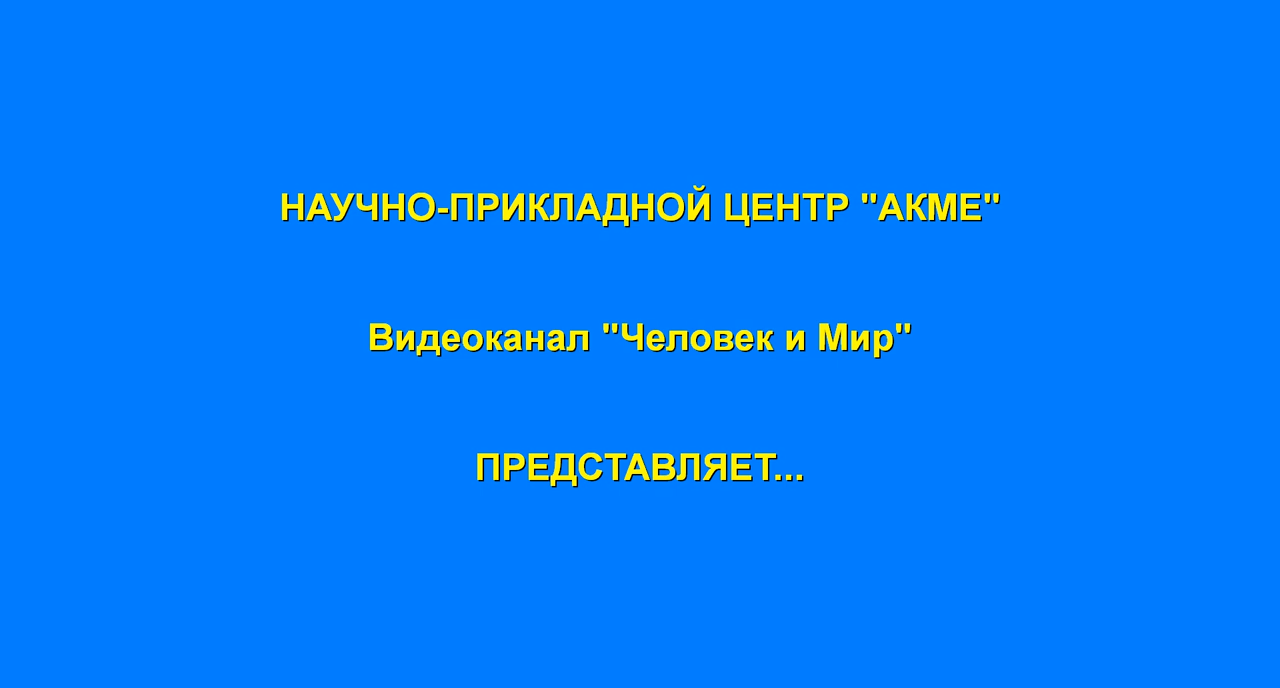 НАУЧНО-ПРИКЛАДНОЙ ЦЕНТР "АКМЕ"
Видеоканал "Человек и Мир"
ПРЕДСТАВЛЯЕТ...